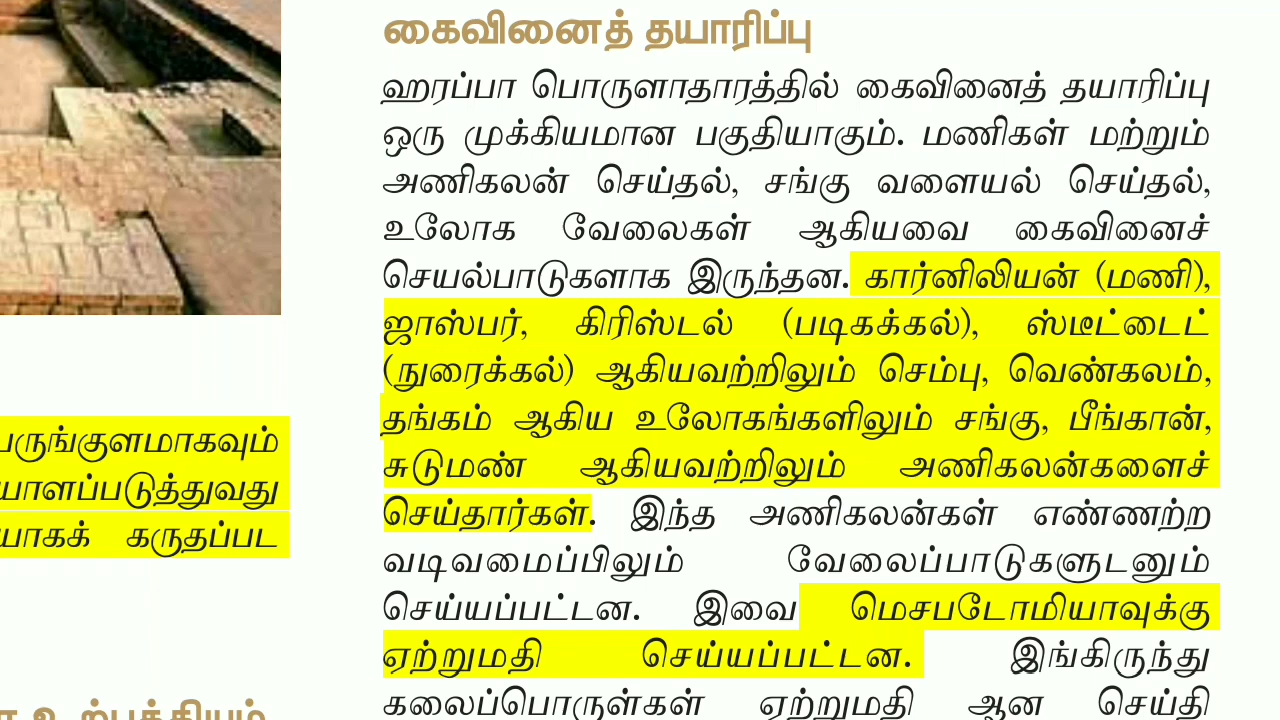 கைவினைத் தயாரிப்பு
ஹரப்பா பொருளாதாரத்தில் கைவினைத் தயாரிப்பு
ஒரு முக்கியமான பகுதியாகும். மணிகள் மற்றும்
அணிகலன் செய்தல், சங்கு வளையல் செய்தல்,
உலோக வேலைகள் ஆகியவை கைவினைச்
செயல்பாடுகளாக இருந்தன. கார்னிலியன் (மணி),
ஜாஸ்பர், கிரிஸ்டல் (படிகக்கல்), ஸ்டீட்டைட்
(நுரைக்கல்) ஆகியவற்றிலும் செம்பு, வெண்கலம்,
தங்கம் ஆகிய உலோகங்களிலும் சங்கு, பீங்கான்,
சுடுமண் ஆகியவற்றிலும் அணிகலன்களைச்
செய்தார்கள். இந்த அணிகலன்கள் எண்ணற்ற
வடிவமைப்பிலும் வேலைப்பாடுகளுடனும்
செய்யப்பட்டன. இவை மெசபடோமியாவுக்கு
ஏற்றுமதி செய்யப்பட்டன. இங்கிருந்து
கலைப்பொருள்கள் ஏற்றுமதி ஆன செய்தி
பருங்குளமாகவும்
யாளப்படுத்துவது
யாகக் கருதப்பட